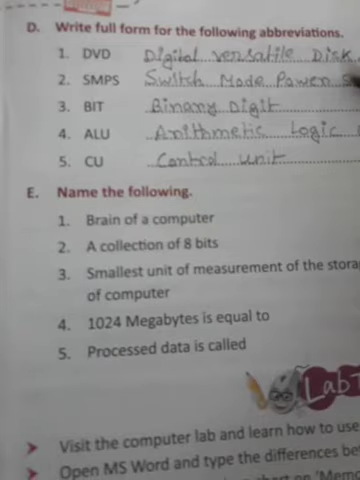 D. Write full form for the following abbreviations.
1. DVD Digital versatile Disk
2. SMPS Switch Mode Power
3. BIT Binary Digit
4. ALU Arithmetic Logic
5. CU Control unit
E. Name the following.
1. Brain of a computer
2. A collection of 8 bits
3. Smallest unit of measurement of the stora
of computer
4. 1024 Megabytes is equal to
5. Processed data is called
Lab T
Visit the computer lab and learn how to use
Open MS Word and type the differences be
on 'Memo